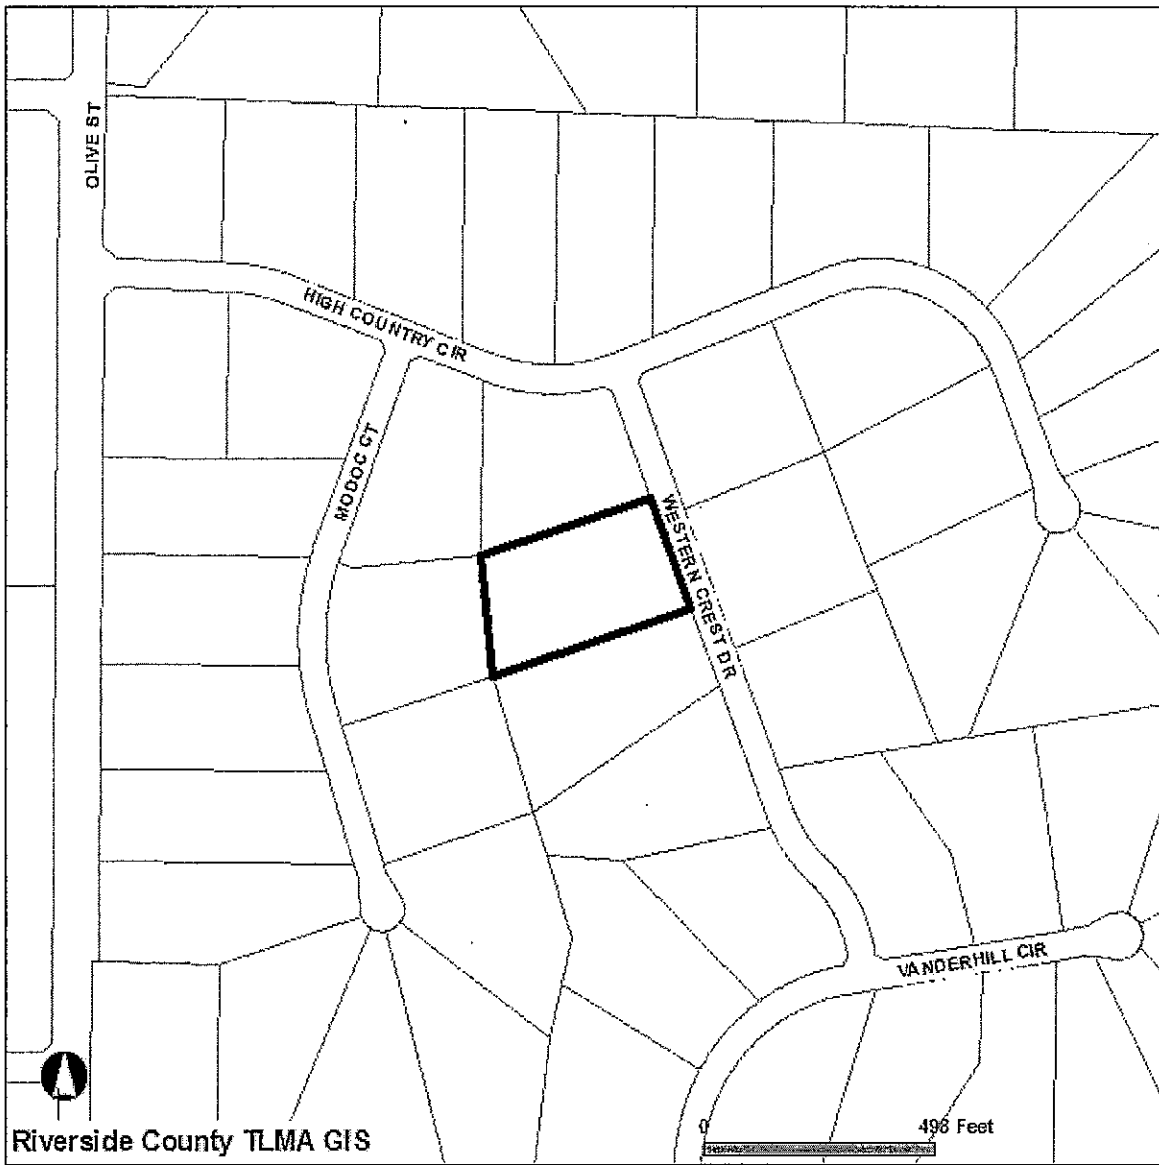 OLIVE ST
HIGH COUNTRY CIR
MODOC CT
WESTERN CREST DR
VANDERHILL CIR
0 498 Feet
Riverside County TLMA GIS